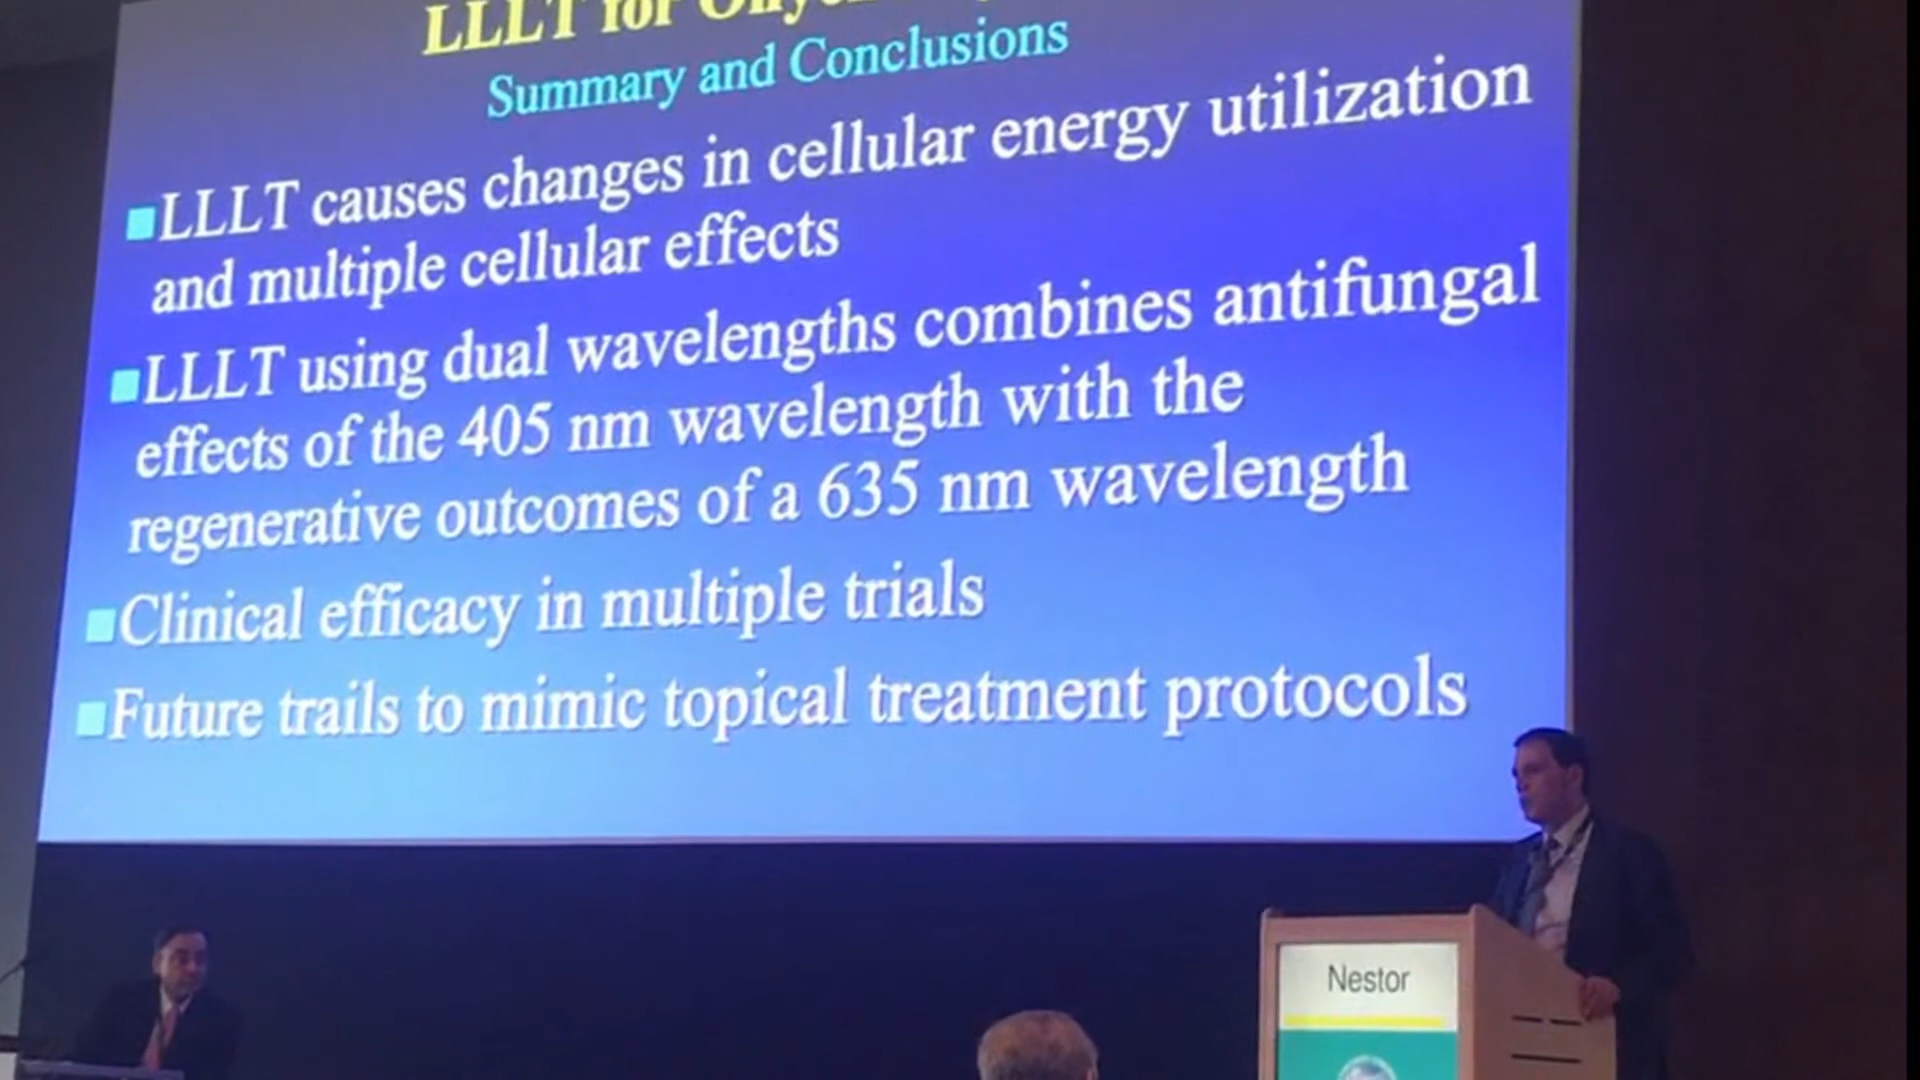 LLLT for
Summary and Conclusions
LLLT causes changes in cellular energy utilization
and multiple cellular effects
LLLT using dual wavelengths combines antifungal
effects of the 405 nm wavelength with the
regenerative outcomes of a 635 nm wavelength
Clinical efficacy in multiple trials
Future trails to mimic topical treatment protocols
Nestor